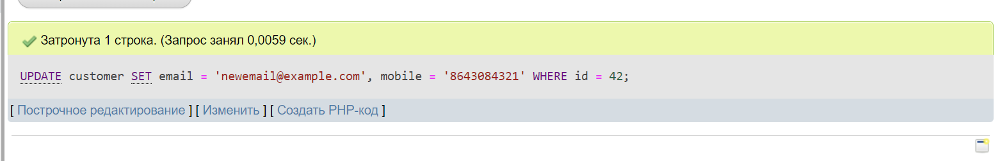 Затронута 1 строка. (Запрос занял 0,0059 сек.)
UPDATE customer SET email = 'newemail@example.com', mobile = '8643084321' WHERE id = 42;
[ Построчное редактирование ] [ Изменить ] [ Создать PHP-код ]